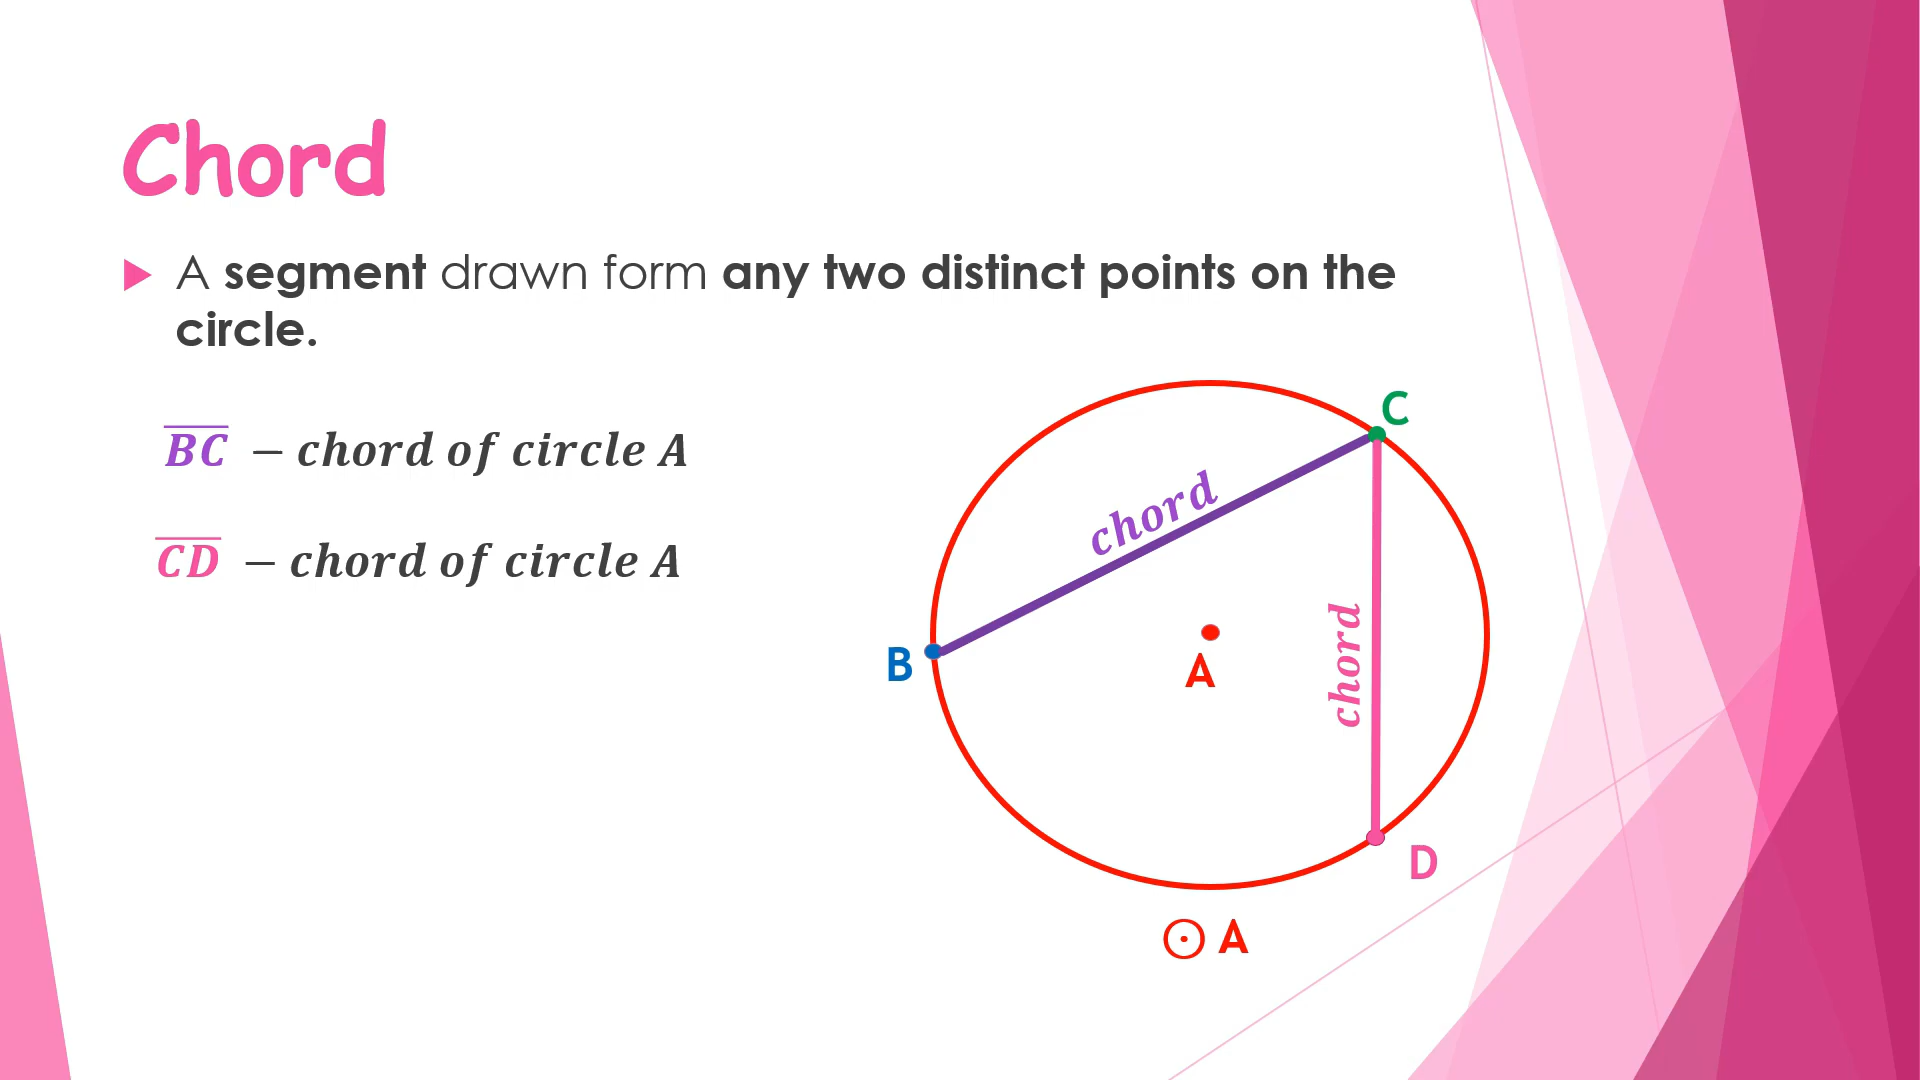 Chord
A segment drawn form any two distinct points on the
circle.
BC – chord of circle A
CD – chord of circle A
C
chord
B
A
chord
D
⊙ A